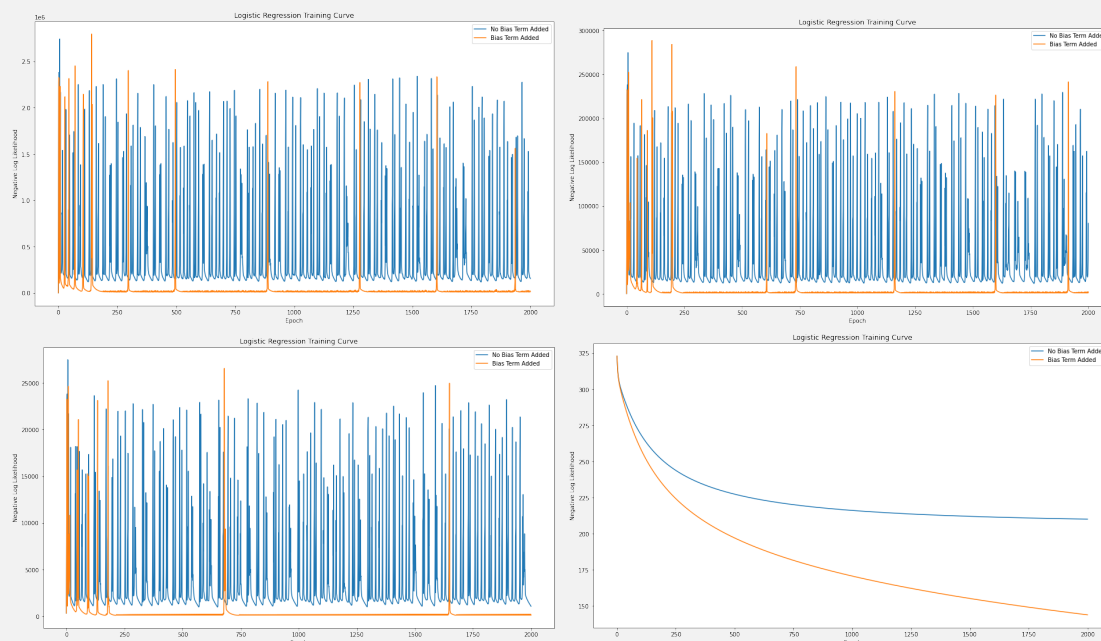 Logistic Regression Training Curve
1e6
No Bias Term Added
Bias Term Added
Negative Log Likelihood
2.5
2.0
1.5
1.0
0.5
0.0
0 250 500 750 1000 1250 1500 1750 2000
Epoch
Logistic Regression Training Curve
No Bias Term Adde
Bias Term Added
Negative Log Likelihood
300000
250000
200000
150000
100000
50000
0
0 250 500 750 1000 1250 1500 1750 2000
Epoch
Logistic Regression Training Curve
No Bias Term Added
Bias Term Added
Negative Log Likelihood
25000
20000
15000
10000
5000
0
0 250 500 750 1000 1250 1500 1750 2000
Logistic Regression Training Curve
No Bias Term Adde
Bias Term Added
Negative Log Likelihood
325
300
275
250
225
200
175
150
0 250 500 750 1000 1250 1500 1750 2000